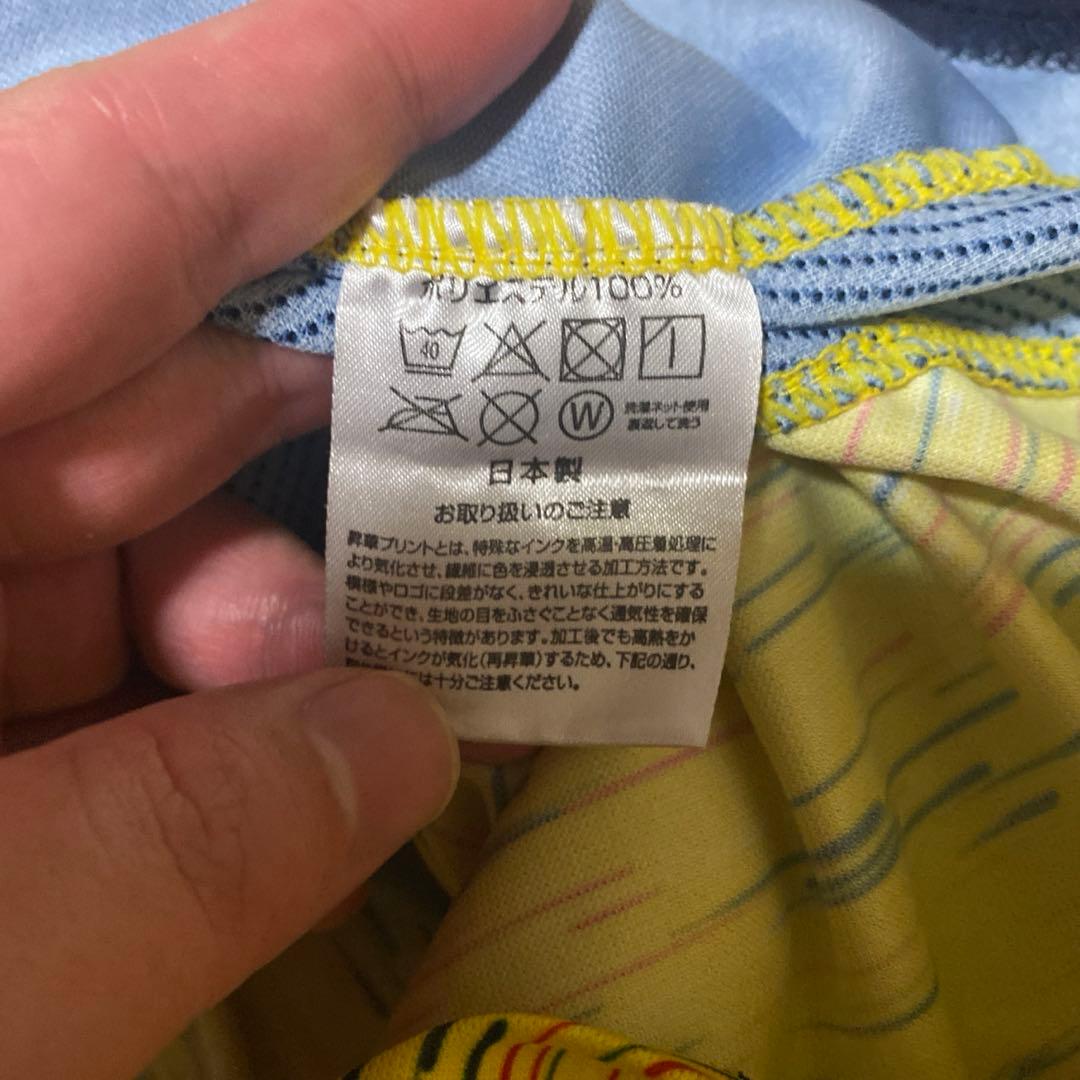 ポリエステル100%
40
W
洗濯ネット使用
裏返して洗う
日本製
お取り扱いのご注意
昇華プリントとは、特殊なインクを高温・高圧着処理に
より気化させ、繊維に色を浸透させる加工方法です。
模様やロゴに段差がなく、きれいな仕上がりにする
ことができ、生地の目をふさぐことなく通気性を確保
できるという特徴があります。加工後でも高熱をか
けるとインクが気化(再昇華)するため、下記の通り、
は十分ご注意ください。